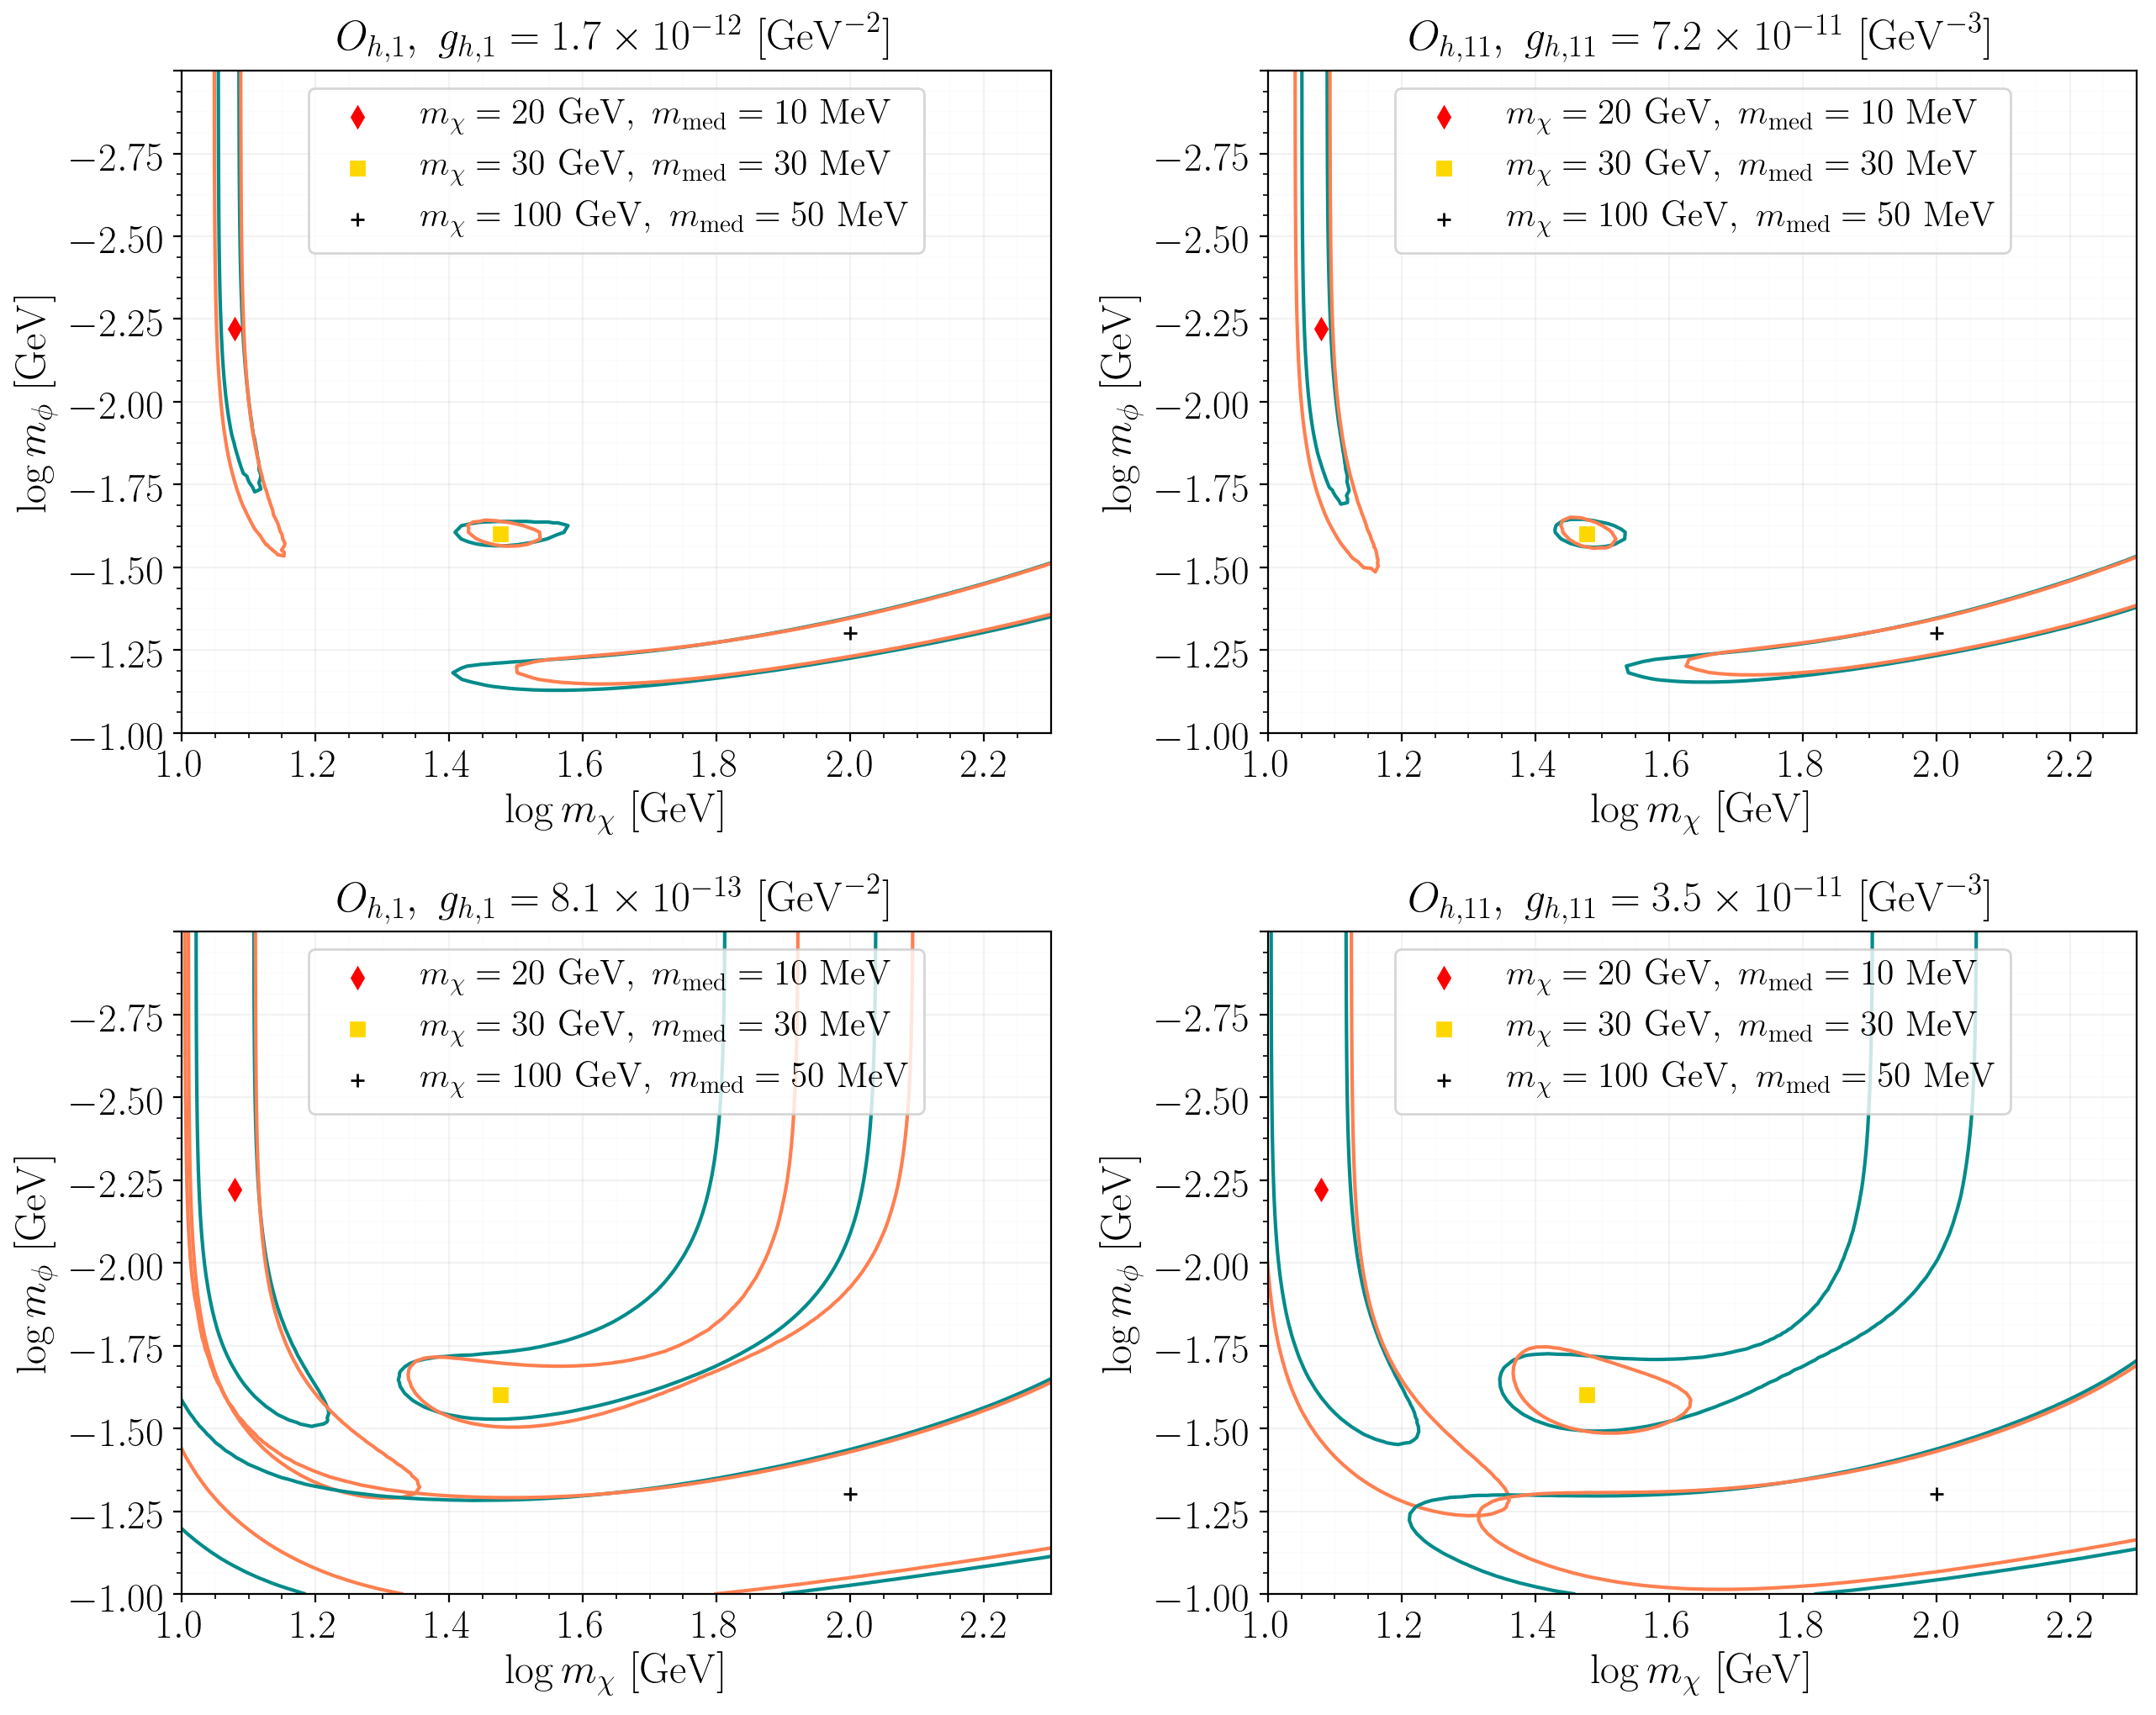 O_{h,1}, g_{h,1} = 1.7 × 10^{−12} [GeV^{−2}]
m_χ = 20 GeV, m_med = 10 MeV
m_χ = 30 GeV, m_med = 30 MeV
m_χ = 100 GeV, m_med = 50 MeV
−2.75
−2.50
−2.25
−2.00
−1.75
−1.50
−1.25
−1.00
log m_ϕ [GeV]
1.0 1.2 1.4 1.6 1.8 2.0 2.2
log m_χ [GeV]
O_{h,11}, g_{h,11} = 7.2 × 10^{−11} [GeV^{−3}]
m_χ = 20 GeV, m_med = 10 MeV
m_χ = 30 GeV, m_med = 30 MeV
m_χ = 100 GeV, m_med = 50 MeV
−2.75
−2.50
−2.25
−2.00
−1.75
−1.50
−1.25
−1.00
log m_ϕ [GeV]
1.0 1.2 1.4 1.6 1.8 2.0 2.2
log m_χ [GeV]
O_{h,1}, g_{h,1} = 8.1 × 10^{−13} [GeV^{−2}]
m_χ = 20 GeV, m_med = 10 MeV
m_χ = 30 GeV, m_med = 30 MeV
m_χ = 100 GeV, m_med = 50 MeV
−2.75
−2.50
−2.25
−2.00
−1.75
−1.50
−1.25
−1.00
log m_ϕ [GeV]
1.0 1.2 1.4 1.6 1.8 2.0 2.2
log m_χ [GeV]
O_{h,11}, g_{h,11} = 3.5 × 10^{−11} [GeV^{−3}]
m_χ = 20 GeV, m_med = 10 MeV
m_χ = 30 GeV, m_med = 30 MeV
m_χ = 100 GeV, m_med = 50 MeV
−2.75
−2.50
−2.25
−2.00
−1.75
−1.50
−1.25
−1.00
log m_ϕ [GeV]
1.0 1.2 1.4 1.6 1.8 2.0 2.2
log m_χ [GeV]